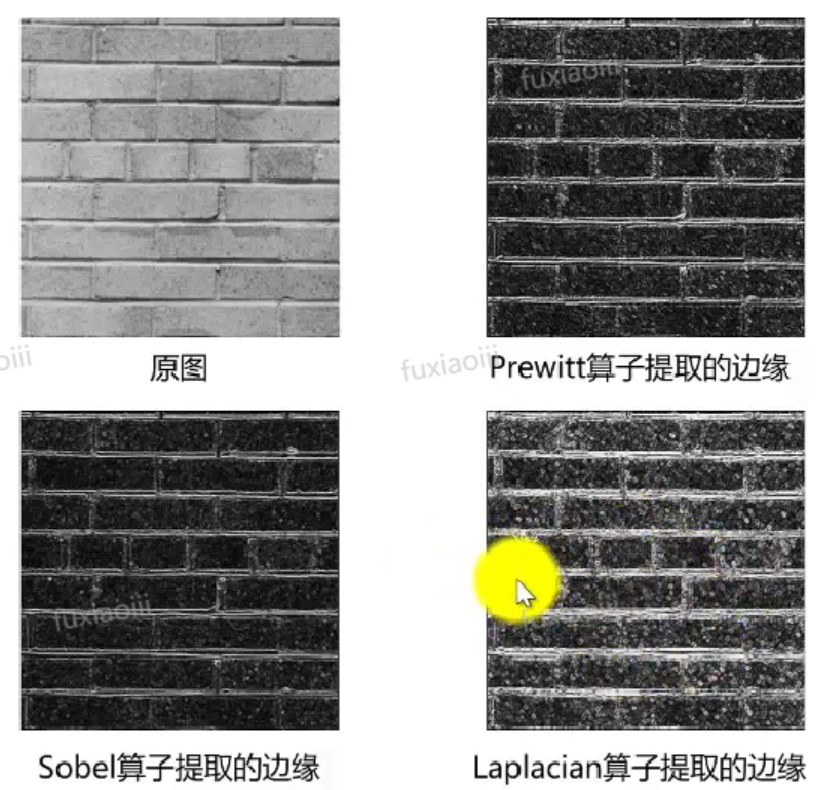 fuxiaoiii
oiii
原图
fuxiaoiii
Prewitt算子提取的边缘
fuxiaoiii
Sobel算子提取的边缘
Laplacian算子提取的边缘